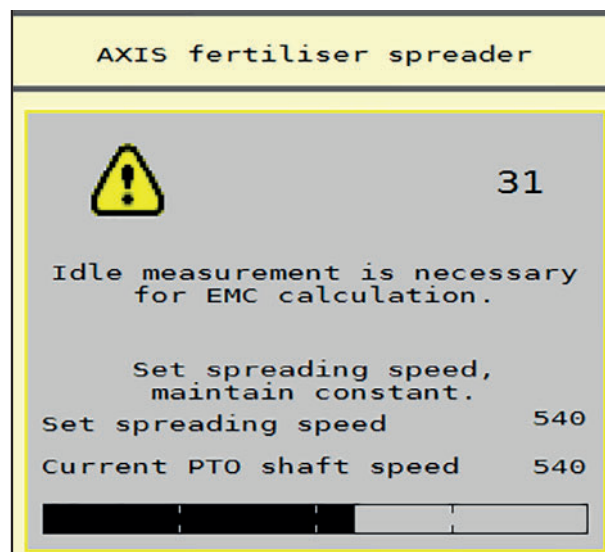 AXIS fertiliser spreader
31
Idle measurement is necessary
for EMC calculation.
Set spreading speed,
maintain constant.
Set spreading speed 540
Current PTO shaft speed 540